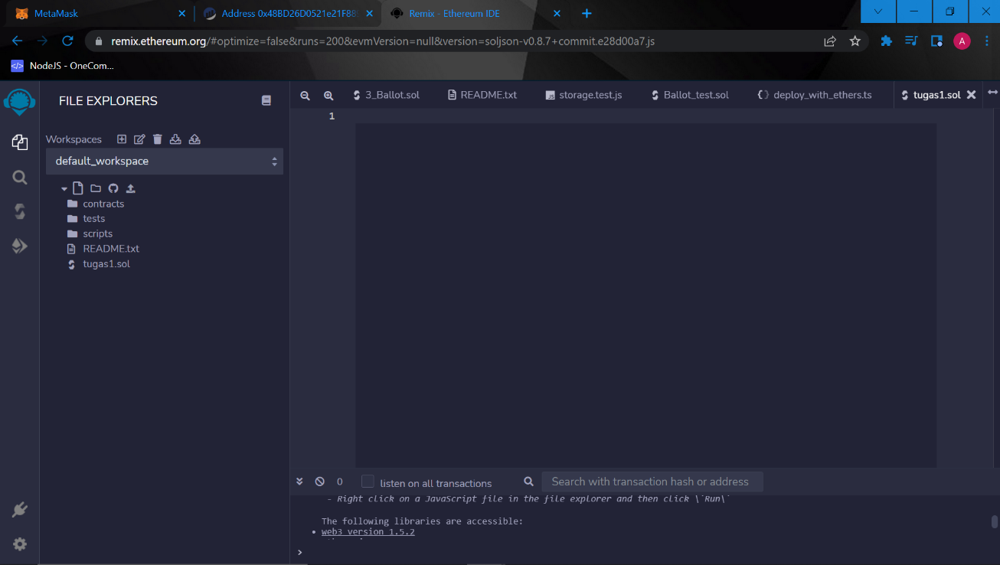 MetaMask
Address 0x48BD26D0521e21F88
Remix - Ethereum IDE
remix.ethereum.org/#optimize=false&runs=200&evmVersion=null&version=soljson-v0.8.7+commit.e28d00a7.js
A
</> NodeJS - OneCom...
FILE EXPLORERS
3_Ballot.sol
README.txt
JS storage.test.js
Ballot_test.sol
{} deploy_with_ethers.ts
tugas1.sol
1
Workspaces
default_workspace
contracts
tests
scripts
README.txt
tugas1.sol
0
listen on all transactions
Search with transaction hash or address
- Right click on a JavaScript file in the file explorer and then click \`Run\`
The following libraries are accessible:
• web3 version 1.5.2
>